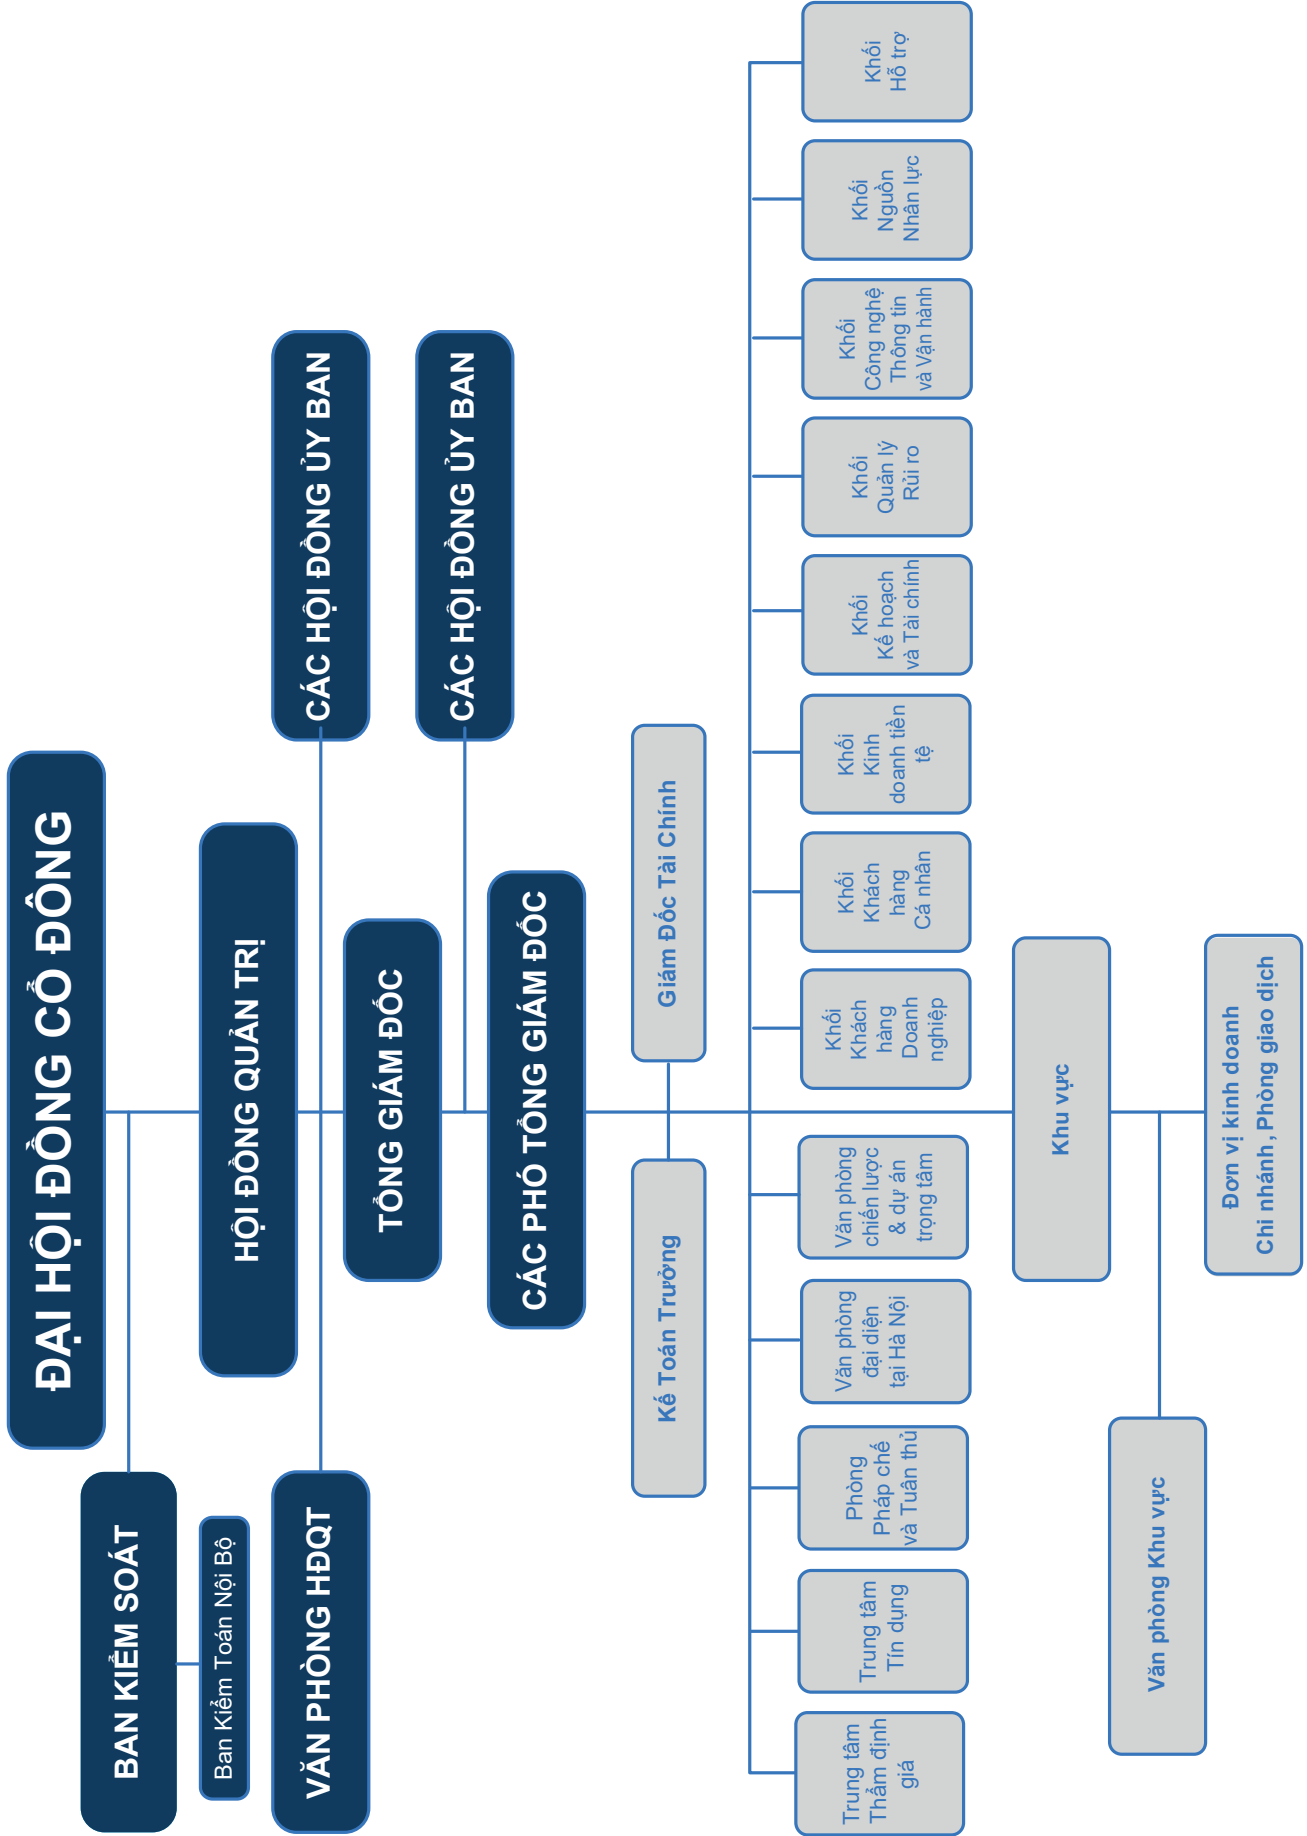 ĐẠI HỘI ĐỒNG CỔ ĐÔNG
BAN KIỂM SOÁT
Ban Kiểm Toán Nội Bộ
HỘI ĐỒNG QUẢN TRỊ
VĂN PHÒNG HĐQT
CÁC HỘI ĐỒNG ỦY BAN
TỔNG GIÁM ĐỐC
CÁC HỘI ĐỒNG ỦY BAN
CÁC PHÓ TỔNG GIÁM ĐỐC
Kế Toán Trưởng
Giám Đốc Tài Chính
Trung tâm
Thẩm định
giá
Trung tâm
Tín dụng
Phòng
Pháp chế
và Tuân thủ
Văn phòng
đại diện
tại Hà Nội
Văn phòng
chiến lược
& dự án
trọng tâm
Khối
Khách
hàng
Doanh
nghiệp
Khối
Khách
hàng
Cá nhân
Khối
Kinh
doanh tiền
tệ
Khối
Kế hoạch
và Tài chính
Khối
Quản lý
Rủi ro
Khối
Công nghệ
Thông tin
và Vận hành
Khối
Nguồn
Nhân lực
Khối
Hỗ trợ
Khu vực
Văn phòng Khu vực
Đơn vị kinh doanh
Chi nhánh, Phòng giao dịch